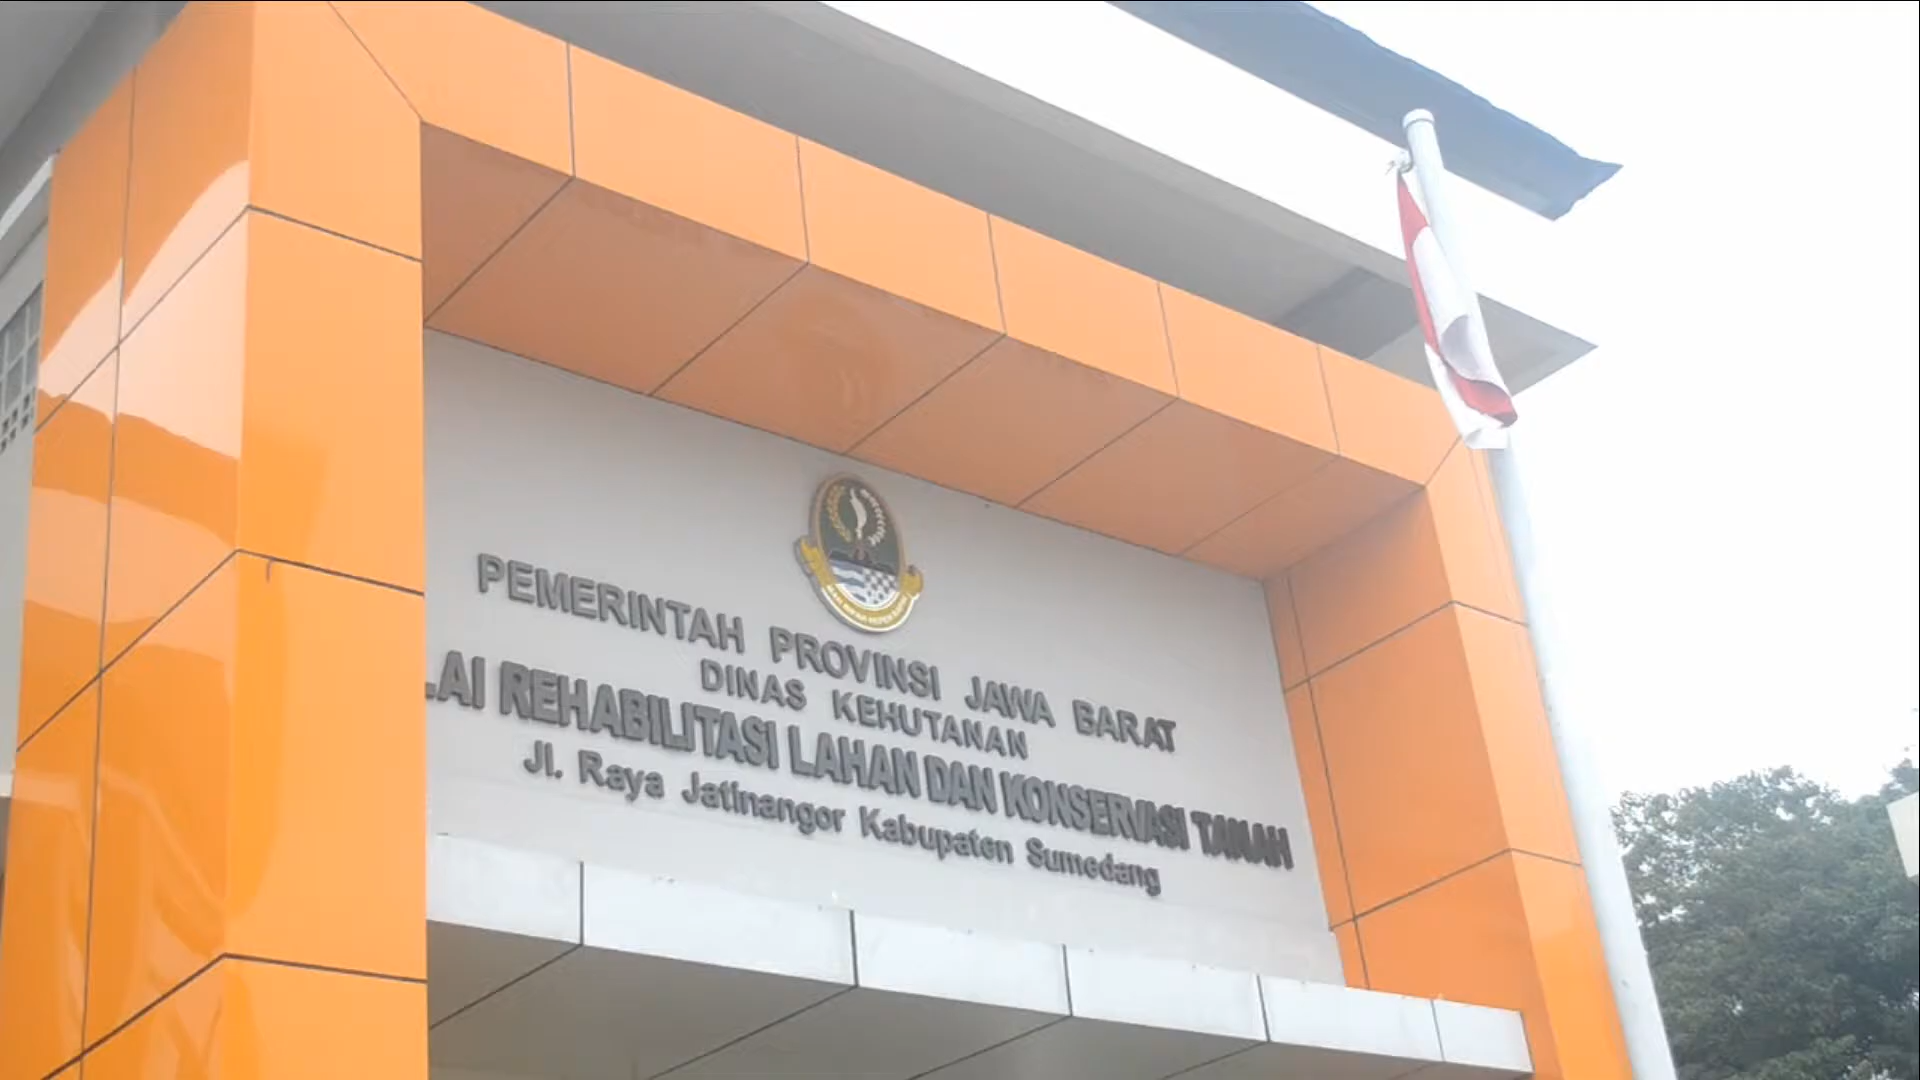 PEMERINTAH PROVINSI JAWA BARAT
DINAS KEHUTANAN
LAI REHABILITASI LAHAN DAN KONSERVASI TANAH
Jl. Raya Jatinangor Kabupaten Sumedang